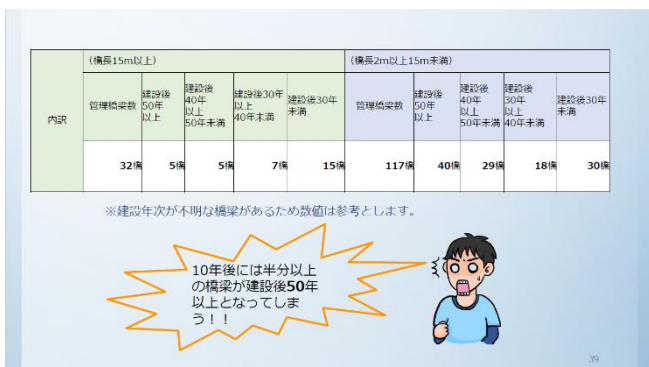 （橋長15m以上）
（橋長2m以上15m未満）
内訳
管理橋梁数
建設後
50年
以上
建設後
40年
以上
50年未満
建設後30年
以上
40年未満
建設後30年
未満
管理橋梁数
建設後
50年
以上
建設後
40年
以上
50年未満
建設後
30年
以上
40年未満
建設後30年
未満
32橋 5橋 5橋 7橋 15橋 117橋 40橋 29橋 18橋 30橋
※建設年次が不明な橋梁があるため数値は参考とします。
10年後には半分以上
の橋梁が建設後50年
以上となってしま
う！！
39